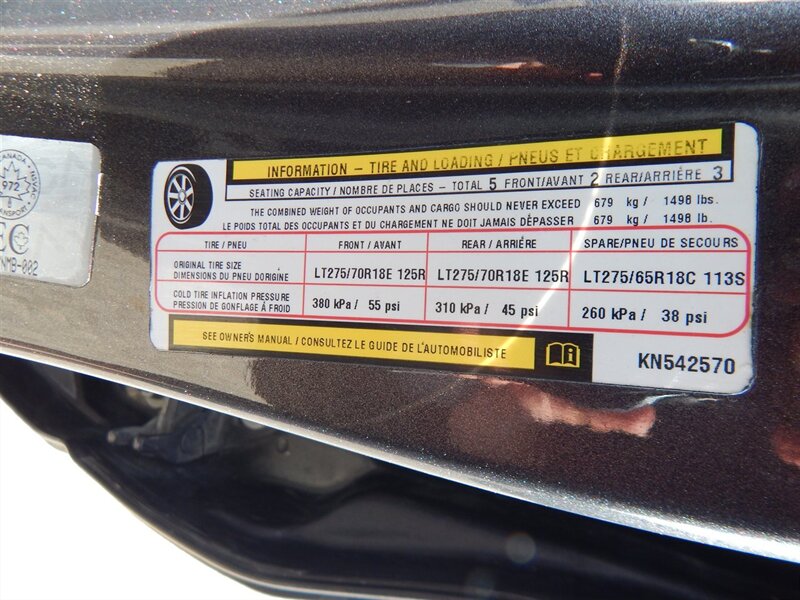 CANADA
1972
TRANSPORT
NMB-002
INFORMATION – TIRE AND LOADING / PNEUS ET CHARGEMENT
SEATING CAPACITY / NOMBRE DE PLACES – TOTAL 5 FRONT/AVANT 2 REAR/ARRIÈRE 3
THE COMBINED WEIGHT OF OCCUPANTS AND CARGO SHOULD NEVER EXCEED 679 kg / 1498 lbs.
LE POIDS TOTAL DES OCCUPANTS ET DU CHARGEMENT NE DOIT JAMAIS DÉPASSER 679 kg / 1498 lb.
TIRE / PNEU FRONT / AVANT REAR / ARRIÉRE SPARE/PNEU DE SECOURS
ORIGINAL TIRE SIZE
DIMENSIONS DU PNEU DORIGINE LT275/70R18E 125R LT275/70R18E 125R LT275/65R18C 113S
COLD TIRE INFLATION PRESSURE
PRESSION DE GONFLAGE À FROID 380 kPa / 55 psi 310 kPa / 45 psi 260 kPa / 38 psi
SEE OWNER'S MANUAL / CONSULTEZ LE GUIDE DE L'AUTOMOBILISTE
KN542570